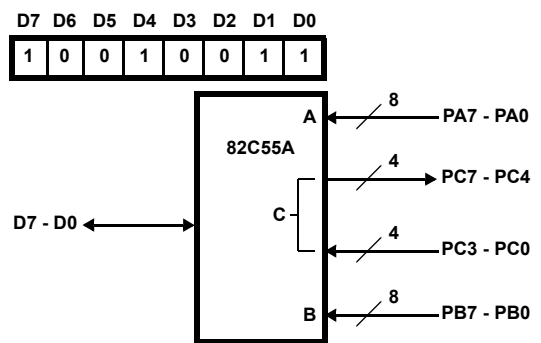 D7 D6 D5 D4 D3 D2 D1 D0
1 0 0 1 0 0 1 1
A 8 PA7 - PA0
82C55A
4 PC7 - PC4
C
D7 - D0
4 PC3 - PC0
B 8 PB7 - PB0